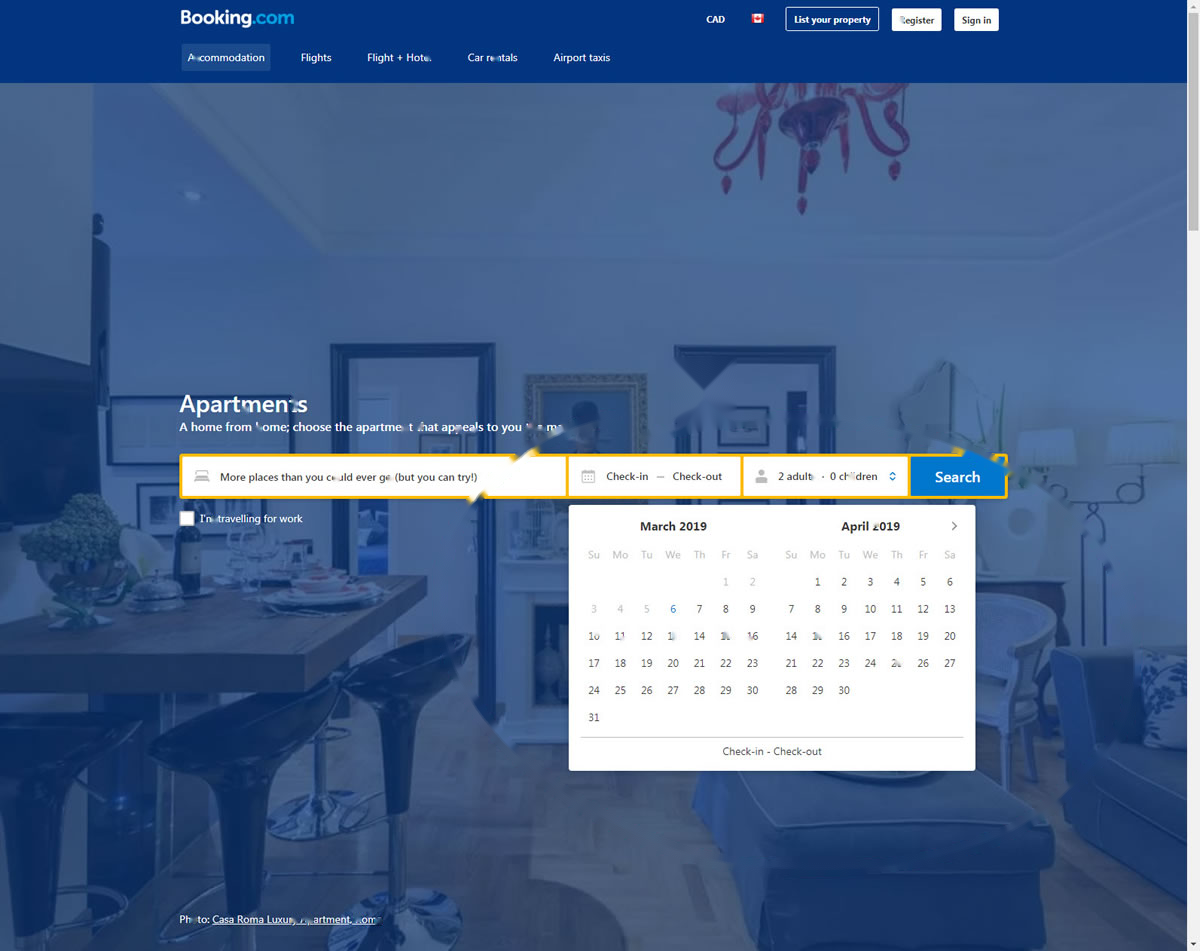 Booking.com
CAD
List your property
Register
Sign in
Accommodation
Flights
Flight + Hotel
Car rentals
Airport taxis
Apartments
A home from home; choose the apartment that appeals to you
More places than you could ever go (but you can try!)
Check-in — Check-out
2 adults · 0 children
Search
I'm travelling for work
March 2019
April 2019
Su Mo Tu We Th Fr Sa
Su Mo Tu We Th Fr Sa
1 2
1 2 3 4 5 6
3 4 5 6 7 8 9
7 8 9 10 11 12 13
10 11 12 14 16
14 16 17 18 19 20
17 18 19 20 21 22 23
21 22 23 24 26 27
24 25 26 27 28 29 30
28 29 30
31
Check-in - Check-out
Photo: Casa Roma Luxury Apartment, Rome